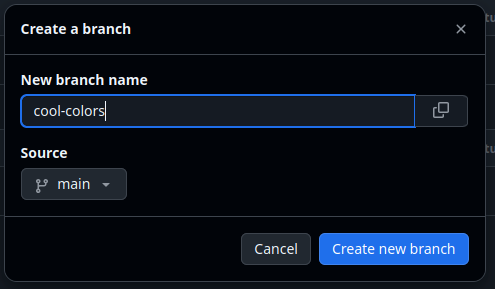 Create a branch
New branch name
cool-colors
Source
main
Cancel
Create new branch